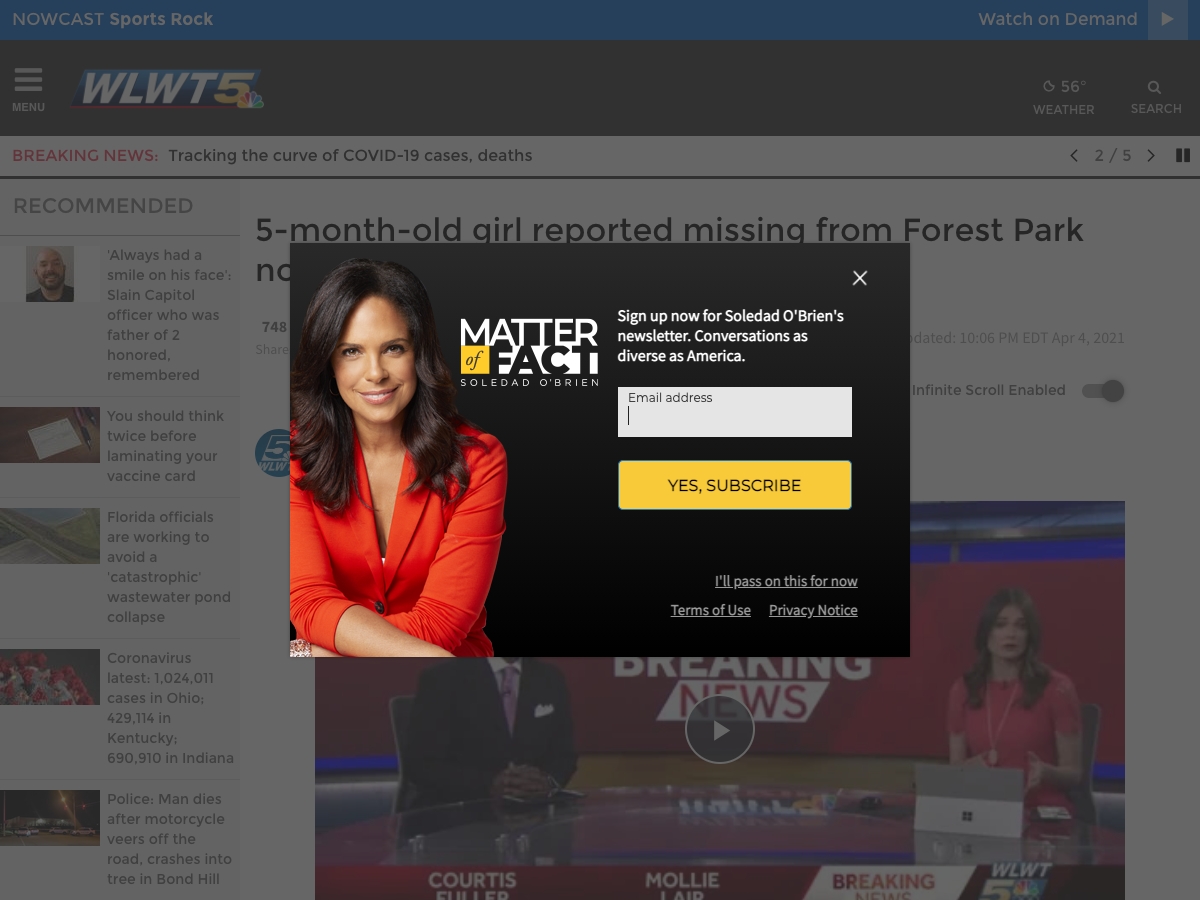 NOWCAST Sports Rock
Watch on Demand
MENU
WLWT5
56°
WEATHER
SEARCH
BREAKING NEWS: Tracking the curve of COVID-19 cases, deaths
2 / 5
RECOMMENDED
'Always had a
smile on his face':
Slain Capitol
officer who was
father of 2
honored,
remembered
You should think
twice before
laminating your
vaccine card
Florida officials
are working to
avoid a
'catastrophic'
wastewater pond
collapse
Coronavirus
latest: 1,024,011
cases in Ohio;
429,114 in
Kentucky;
690,910 in Indiana
Police: Man dies
after motorcycle
veers off the
road, crashes into
tree in Bond Hill
5-month-old girl reported missing from Forest Park
748
Share
10:06 PM EDT Apr 4, 2021
Infinite Scroll Enabled
5
WLW
MATTER
of FACT
SOLEDAD O'BRIEN
Sign up now for Soledad O'Brien's
newsletter. Conversations as
diverse as America.
Email address
YES, SUBSCRIBE
I'll pass on this for now
Terms of Use Privacy Notice
BREAKING
NEWS
COURTIS
FULLER
MOLLIE
LAIR
BREAKING
NEWS
WLWT
5